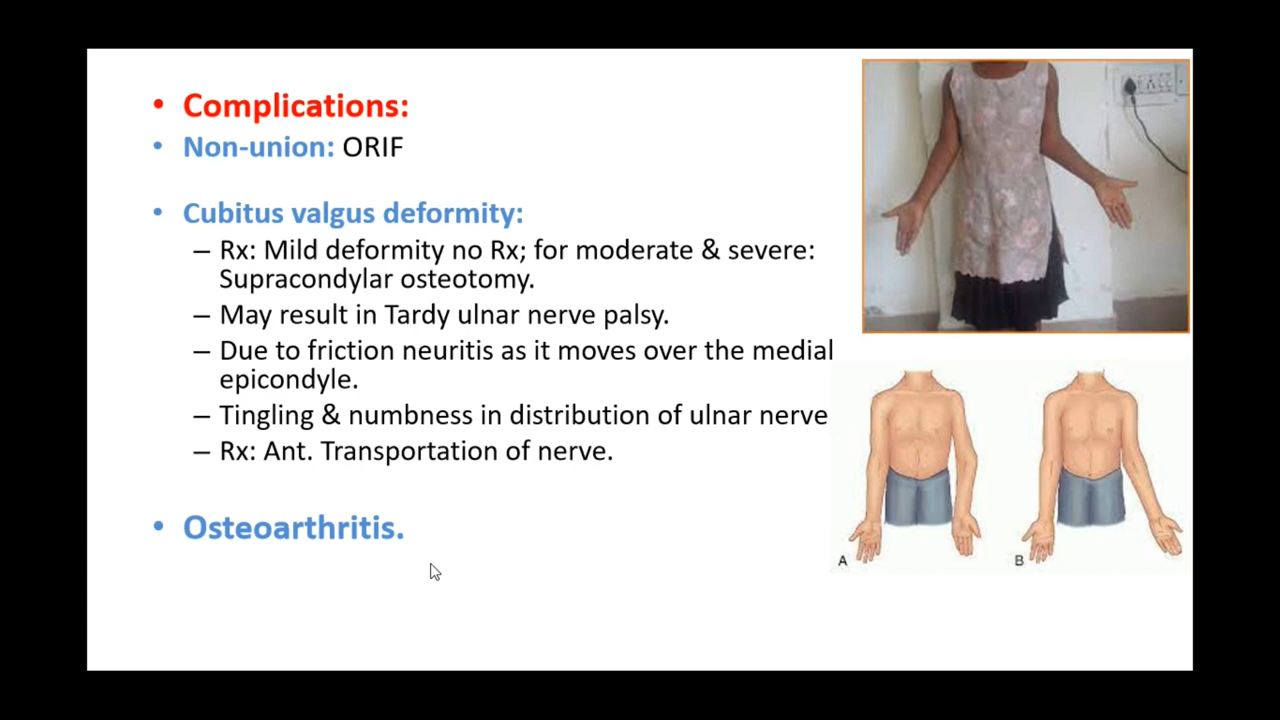 • Complications:
• Non-union: ORIF
• Cubitus valgus deformity:
– Rx: Mild deformity no Rx; for moderate & severe:
Supracondylar osteotomy.
– May result in Tardy ulnar nerve palsy.
– Due to friction neuritis as it moves over the medial
epicondyle.
– Tingling & numbness in distribution of ulnar nerve
– Rx: Ant. Transportation of nerve.
• Osteoarthritis.
A
B